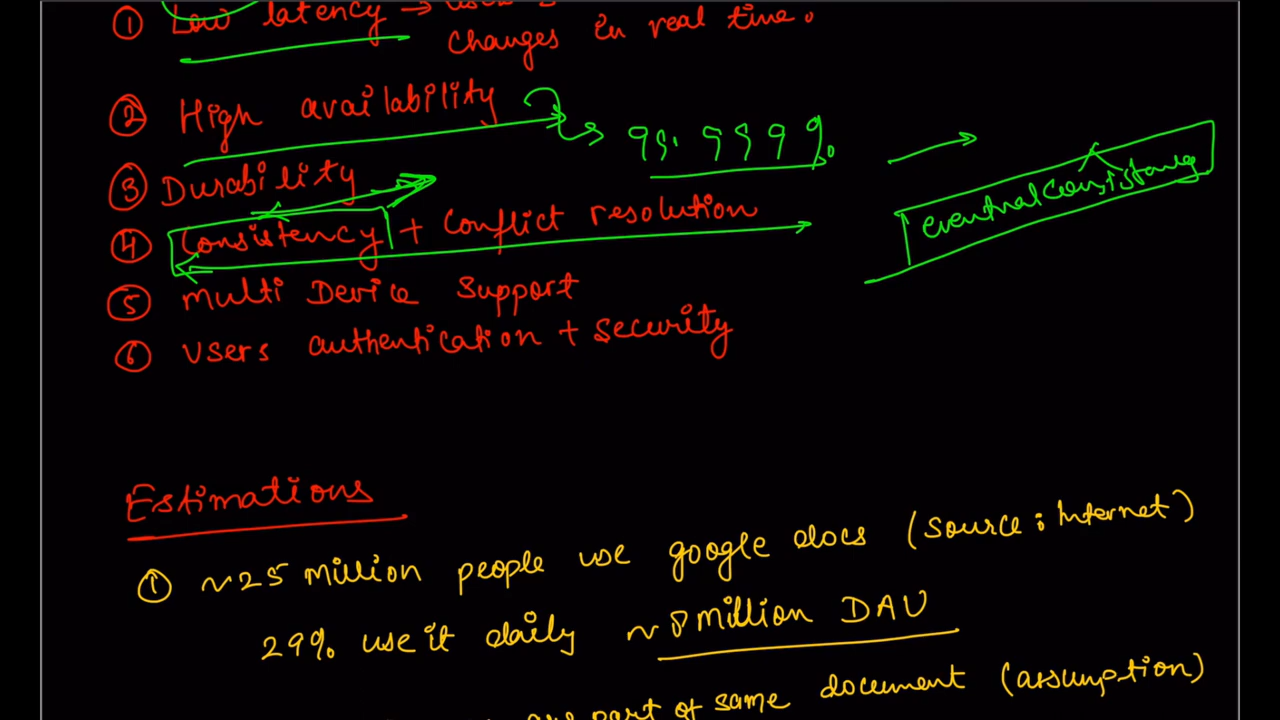 ① Low latency →
changes in real time.
② High availability → 99.999%
③ Durability
④ Consistency + Conflict resolution
eventual consistancy
⑤ Multi Device Support
⑥ Users authentication + security
Estimations
① ~25 million people use google docs (source: Internet)
29% use it daily ~8 million DAU
are part of same document (assumption)